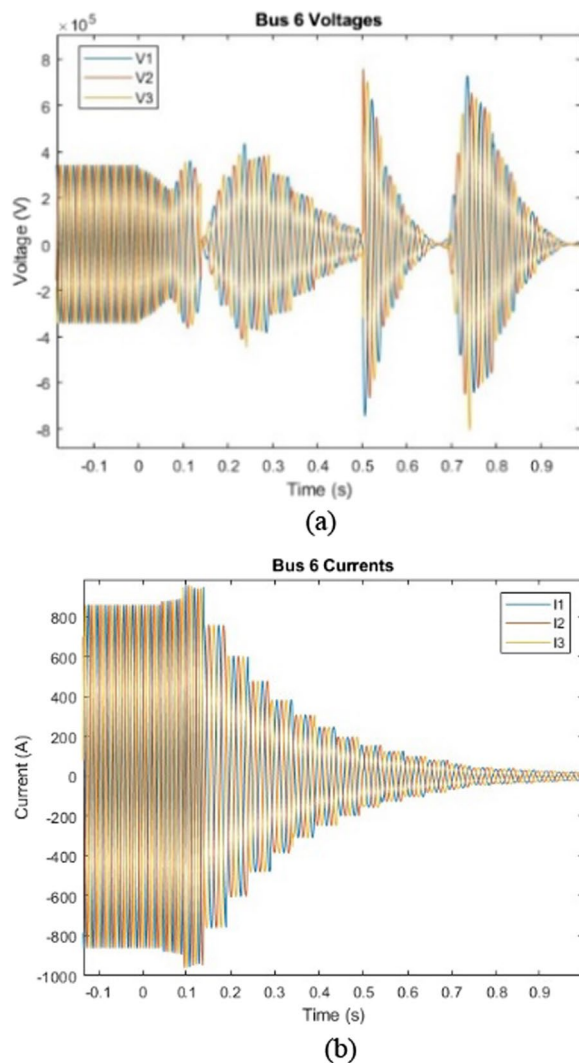 Bus 6 Voltages
× 10^5
V1
V2
V3
8
6
4
2
0
-2
-4
-6
-8
Voltage (V)
-0.1 0 0.1 0.2 0.3 0.4 0.5 0.6 0.7 0.8 0.9
Time (s)
(a)
Bus 6 Currents
I1
I2
I3
800
600
400
200
0
-200
-400
-600
-800
-1000
Current (A)
-0.1 0 0.1 0.2 0.3 0.4 0.5 0.6 0.7 0.8 0.9
Time (s)
(b)